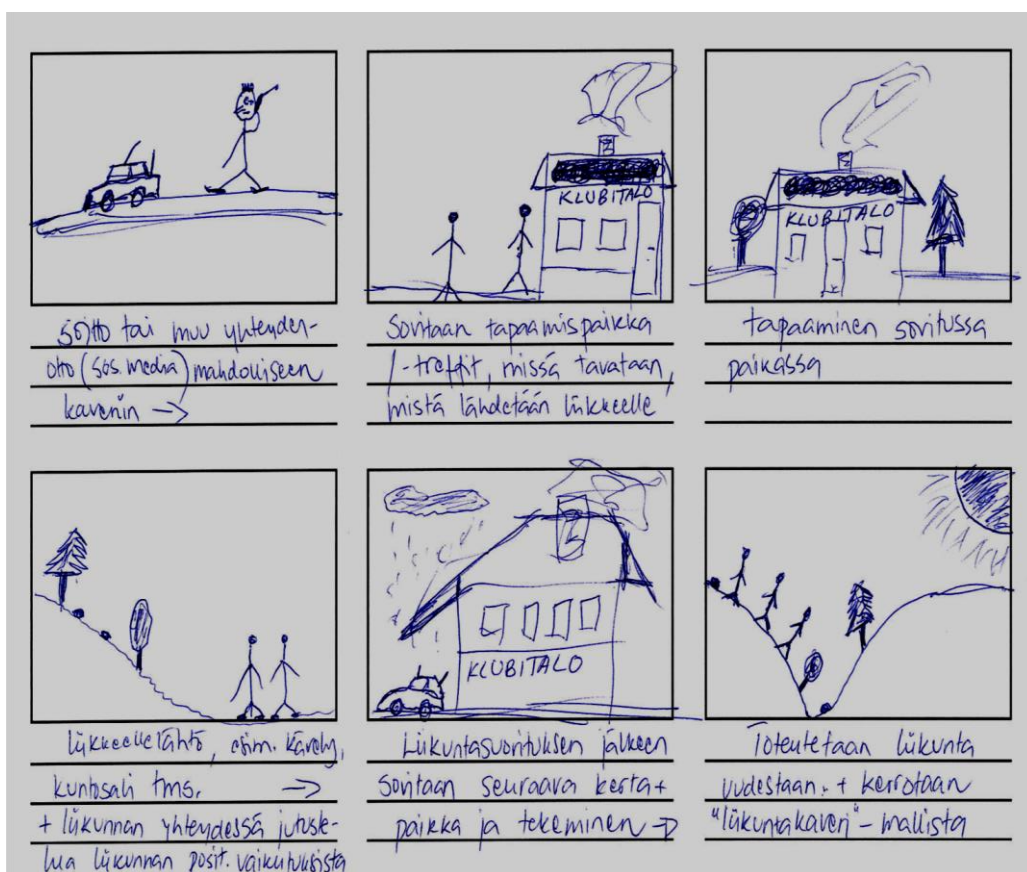 Soitto tai muu yhteyden-
otto (sos. media) mahdolliseen
kaveriin →
KLUBITALO
Sovitaan tapaamispaikka
/-treffit, missä tavataan,
mistä lähdetään liikkeelle
KLUBITALO
tapaaminen sovitussa
paikassa
Liikkeellelähtö, esim. kävely,
kuntosali tms. →
+ liikunnan yhteydessä jutuske-
lua liikunnan posit. vaikutuksista
KLUBITALO
Liikuntasuorituksen jälkeen
sovitaan seuraava kerta +
paikka ja tekeminen →
Toteutetaan liikunta
uudestaan. + kerrotaan
"liikuntakaveri"-mallista